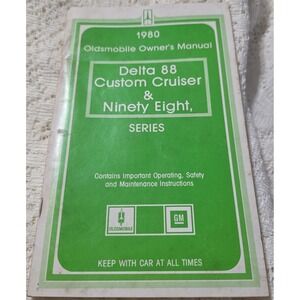 1980
Oldsmobile Owner's Manual
Delta 88
Custom Cruiser
&
Ninety Eight,
SERIES
Contains Important Operating, Safety
and Maintenance Instructions
OLDSMOBILE
GM
KEEP WITH CAR AT ALL TIMES